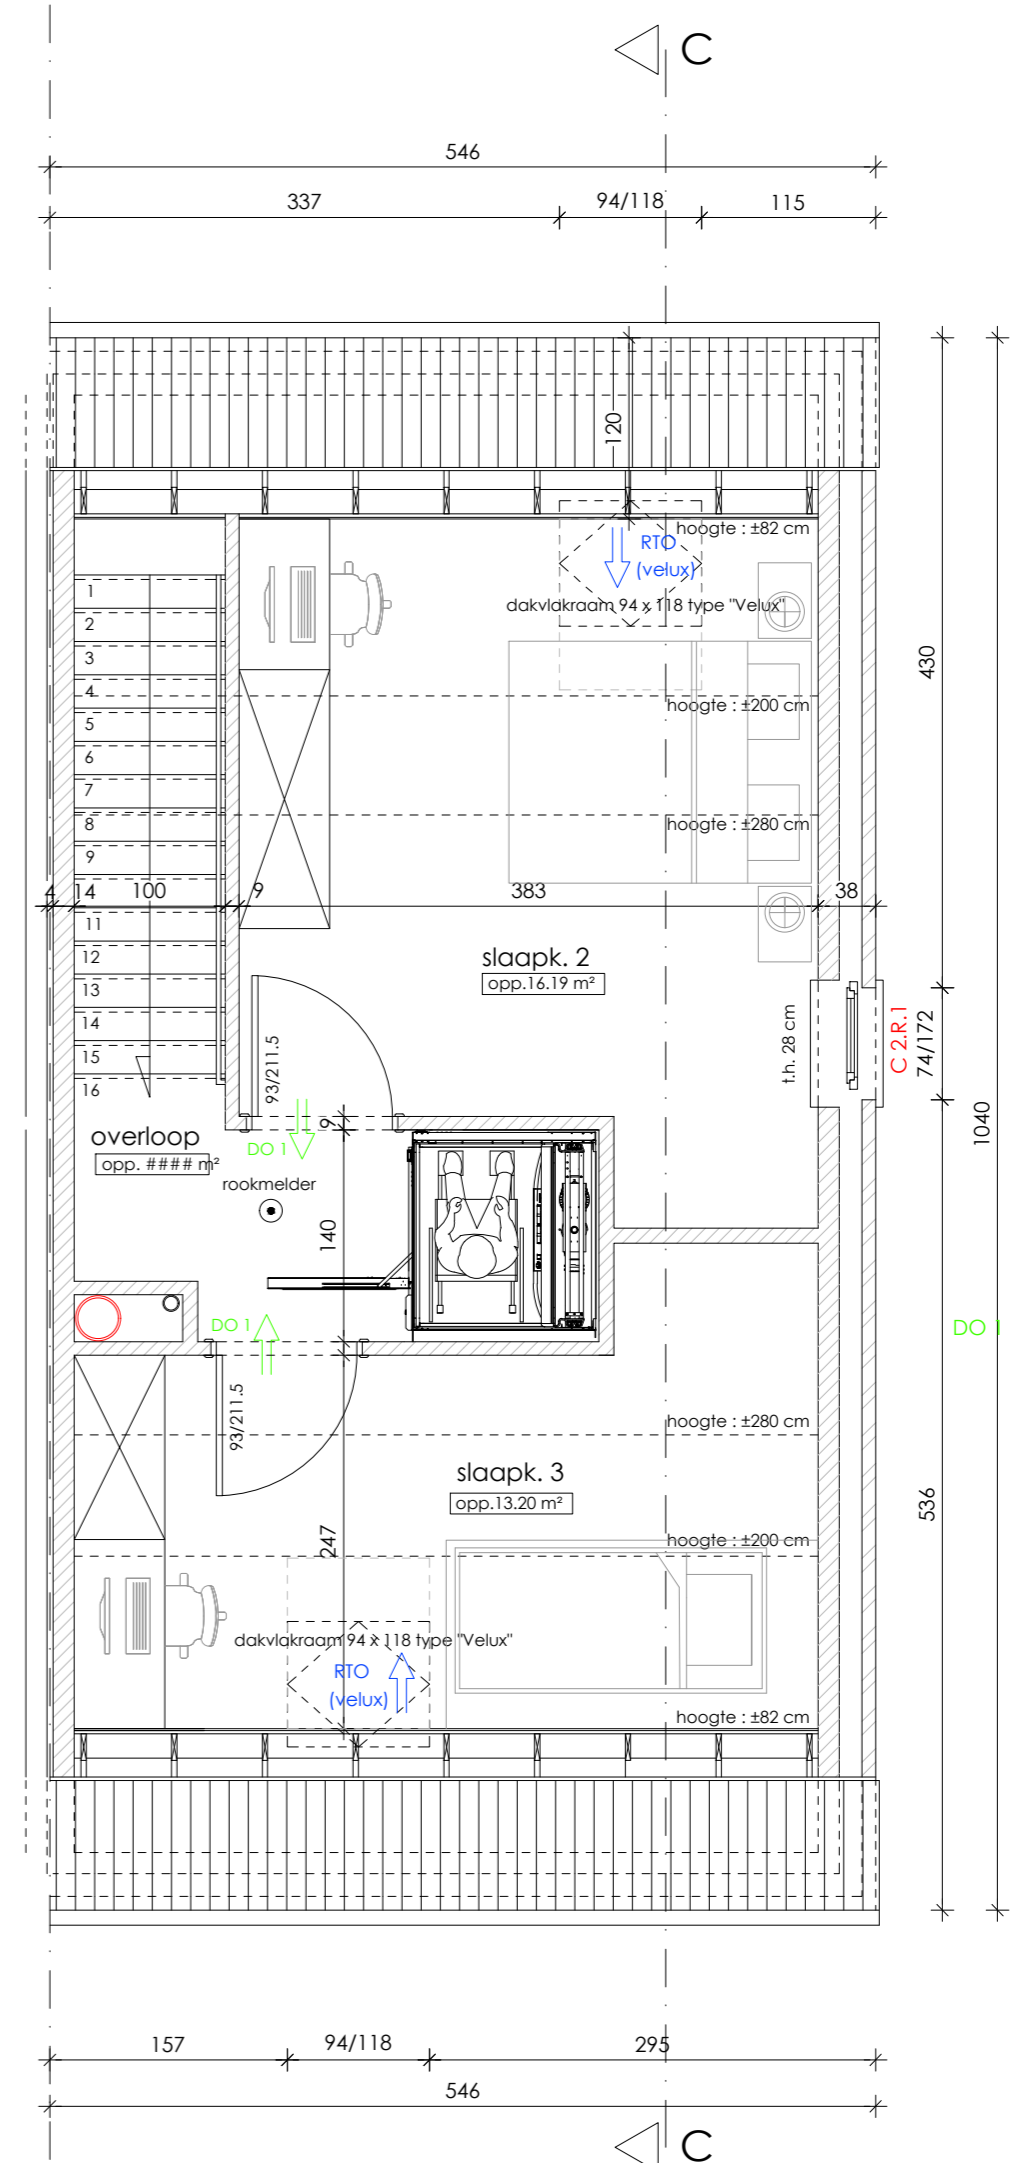 C
546
337 94/118 115
120
hoogte : ±82 cm
RTO
(velux)
dakvlakraam 94 x 118 type "Velux"
1
2
3
4
5
6
7
8
9
11
12
13
14
15
16
hoogte : ±200 cm
hoogte : ±280 cm
430
4 14 100 9 383 38
slaapk. 2
opp.16.19 m²
t.h. 28 cm
C 2.R.1
74/172
93/211.5
9
overloop
opp. #### m²
DO 1
rookmelder
140
1040
DO 1
DO 1
93/211.5
hoogte : ±280 cm
slaapk. 3
opp.13.20 m²
536
247
hoogte : ±200 cm
dakvlakraam 94 x 118 type "Velux"
RTO
(velux)
hoogte : ±82 cm
157 94/118 295
546
C